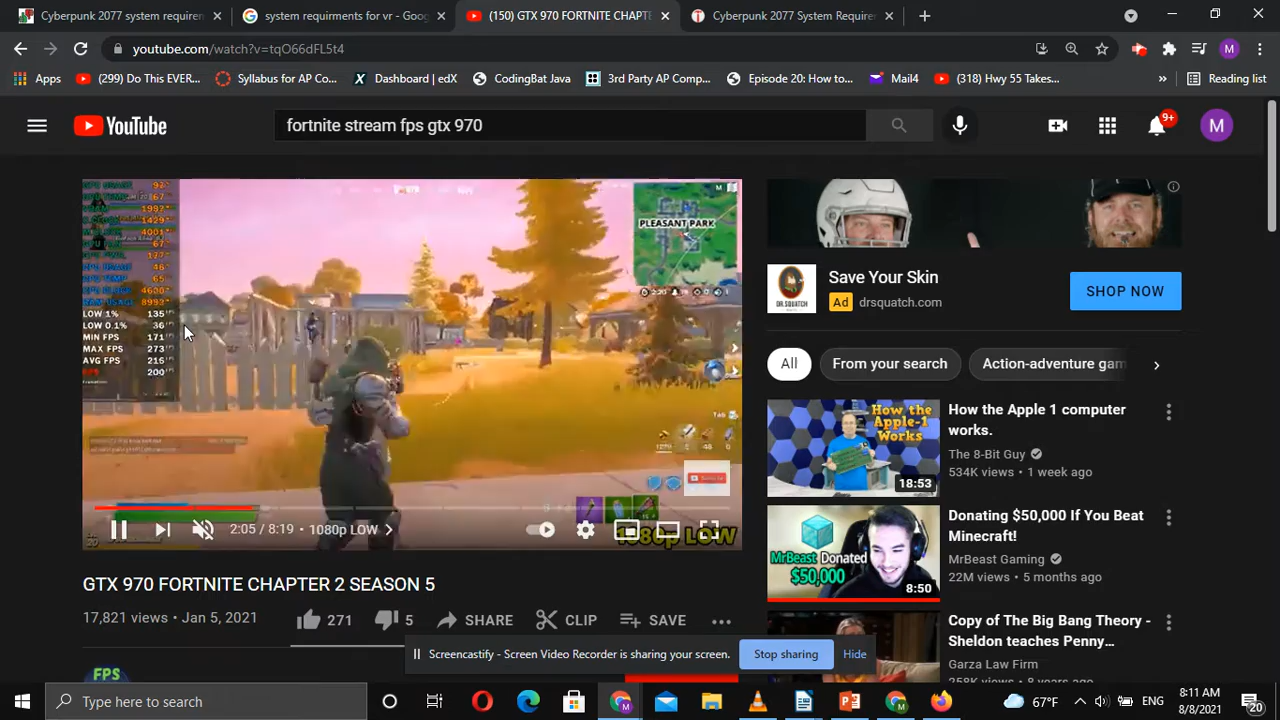 Cyberpunk 2077 system requirem
system requirments for vr - Goog
(150) GTX 970 FORTNITE CHAPT
Cyberpunk 2077 System Require
youtube.com/watch?v=tqO66dFL5t4
M
Apps
(299) Do This EVER...
Syllabus for AP Co...
Dashboard | edX
CodingBat Java
3rd Party AP Comp...
Episode 20: How to...
Mail4
(318) Hwy 55 Takes...
»
Reading list
YouTube
fortnite stream fps gtx 970
9+
M
PLEASANT PARK
LOW 1% 135
LOW 0.1% 36
MIN FPS 171
MAX FPS 273
AVG FPS 216
200
2:05 / 8:19 • 1080p LOW
1080p LOW
GTX 970 FORTNITE CHAPTER 2 SEASON 5
17,821 views • Jan 5, 2021
271
5
SHARE
CLIP
SAVE
FPS
Save Your Skin
Ad drsquatch.com
SHOP NOW
All
From your search
Action-adventure gam
How the Apple-1 Works
18:53
How the Apple 1 computer
works.
The 8-Bit Guy
534K views • 1 week ago
MrBeast Donated
$50,000
8:50
Donating $50,000 If You Beat
Minecraft!
MrBeast Gaming
22M views • 5 months ago
Copy of The Big Bang Theory -
Sheldon teaches Penny...
Garza Law Firm
258K views • 8 years ago
Screencastify - Screen Video Recorder is sharing your screen.
Stop sharing
Hide
Type here to search
67°F
ENG
8:11 AM
8/8/2021
20